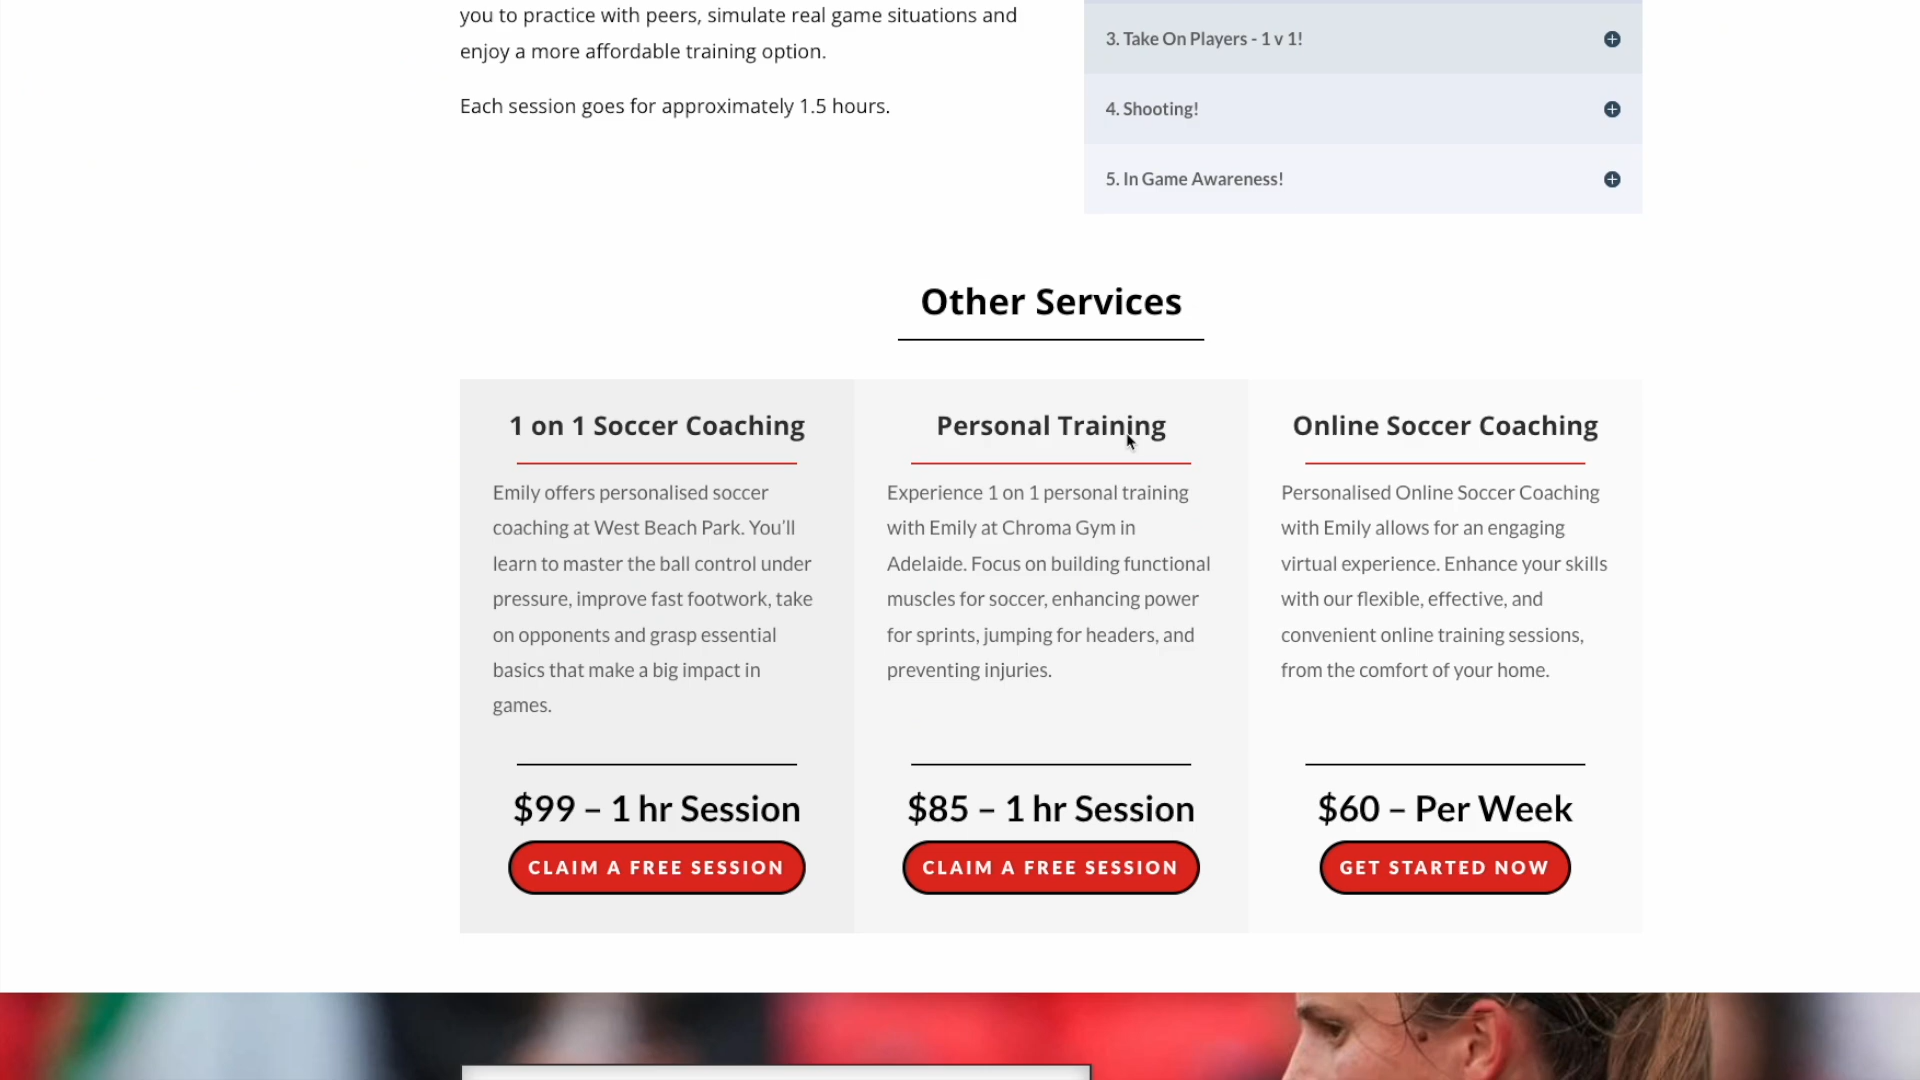 you to practice with peers, simulate real game situations and
enjoy a more affordable training option.
Each session goes for approximately 1.5 hours.
3. Take On Players - 1 v 1!
4. Shooting!
5. In Game Awareness!
Other Services
1 on 1 Soccer Coaching
Emily offers personalised soccer
coaching at West Beach Park. You'll
learn to master the ball control under
pressure, improve fast footwork, take
on opponents and grasp essential
basics that make a big impact in
games.
$99 – 1 hr Session
CLAIM A FREE SESSION
Personal Training
Experience 1 on 1 personal training
with Emily at Chroma Gym in
Adelaide. Focus on building functional
muscles for soccer, enhancing power
for sprints, jumping for headers, and
preventing injuries.
$85 – 1 hr Session
CLAIM A FREE SESSION
Online Soccer Coaching
Personalised Online Soccer Coaching
with Emily allows for an engaging
virtual experience. Enhance your skills
with our flexible, effective, and
convenient online training sessions,
from the comfort of your home.
$60 – Per Week
GET STARTED NOW